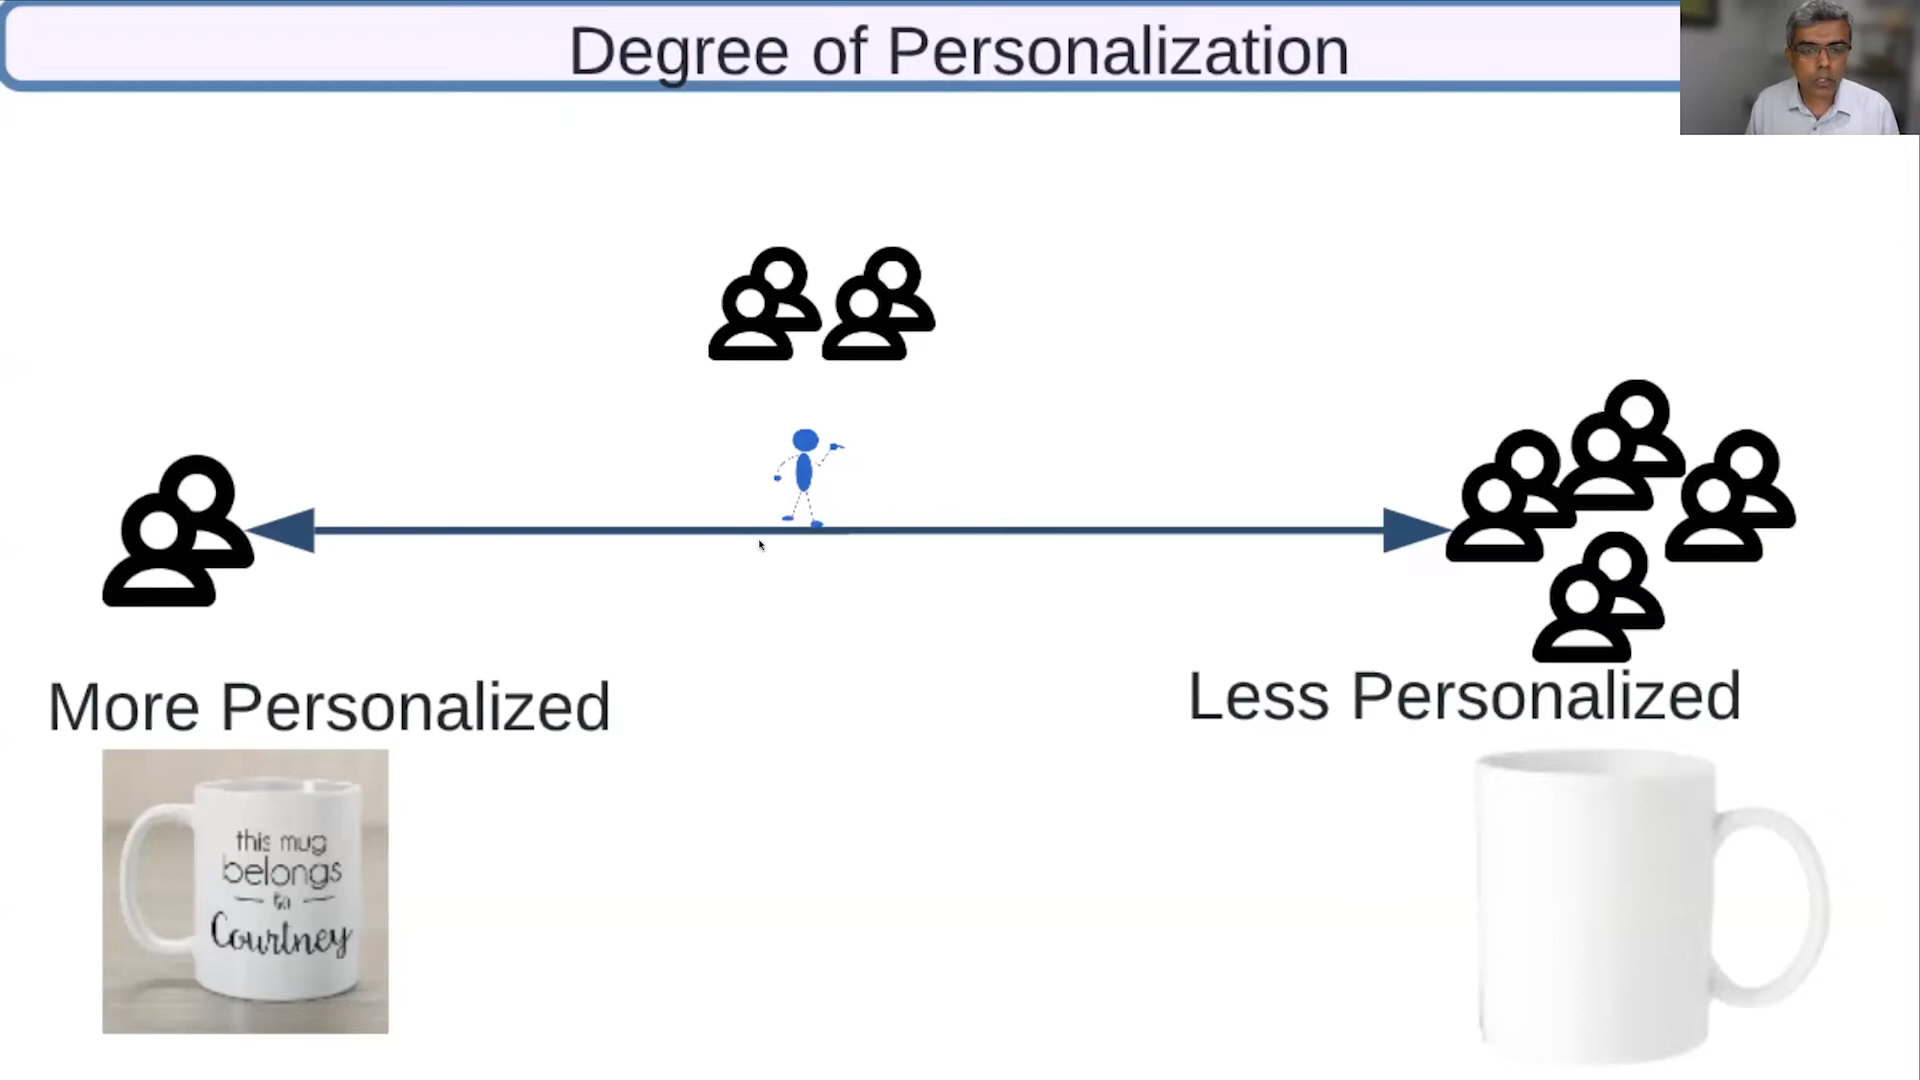 Degree of Personalization
More Personalized
Less Personalized
this mug
belongs
to
Courtney